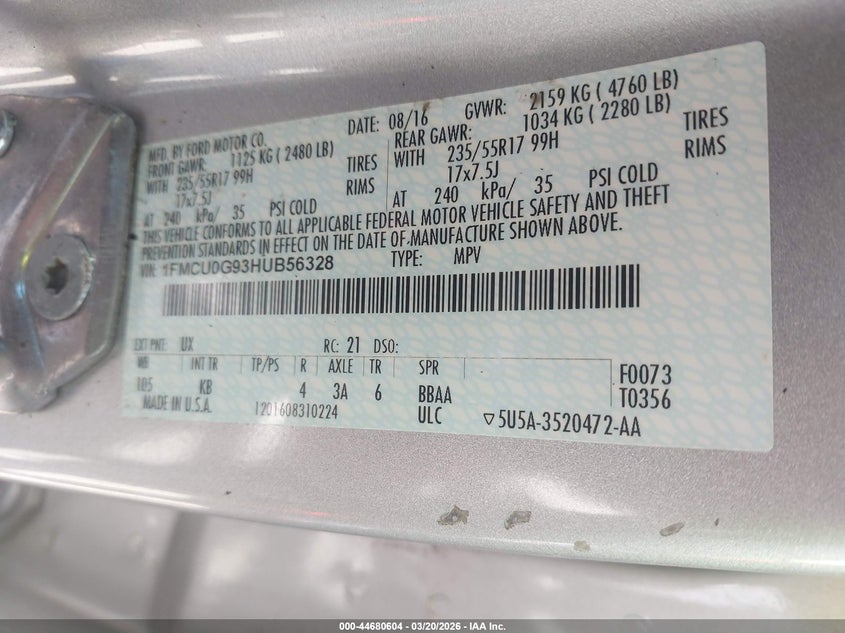 MFD. BY FORD MOTOR CO.
DATE: 08/16 GVWR: 2159 KG ( 4760 LB)
FRONT GAWR: 1125 KG ( 2480 LB)
REAR GAWR: 1034 KG ( 2280 LB)
WITH 235/55R17 99H TIRES
WITH 235/55R17 99H TIRES
17x7.5J RIMS
17x7.5J RIMS
AT 240 kPa/ 35 PSI COLD
AT 240 kPa/ 35 PSI COLD
THIS VEHICLE CONFORMS TO ALL APPLICABLE FEDERAL MOTOR VEHICLE SAFETY AND THEFT
PREVENTION STANDARDS IN EFFECT ON THE DATE OF MANUFACTURE SHOWN ABOVE.
VIN: 1FMCU0G93HUB56328 TYPE: MPV
EXT PNT: UX RC: 21 DSO:
WB INT TR TP/PS R AXLE TR SPR
105 KB 4 3A 6 BBAA
F0073
T0356
MADE IN U.S.A. 1201608310224 ULC
▽5U5A-3520472-AA
000-44680604 | 03/20/2026 | IAA Inc.